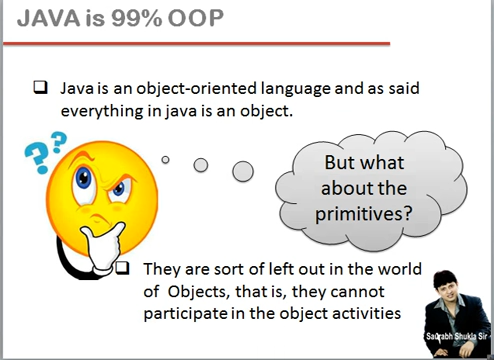 JAVA is 99% OOP
Java is an object-oriented language and as said
everything in java is an object.
? ?
But what
about the
primitives?
They are sort of left out in the world
of Objects, that is, they cannot
participate in the object activities
Saurabh Shukla Sir